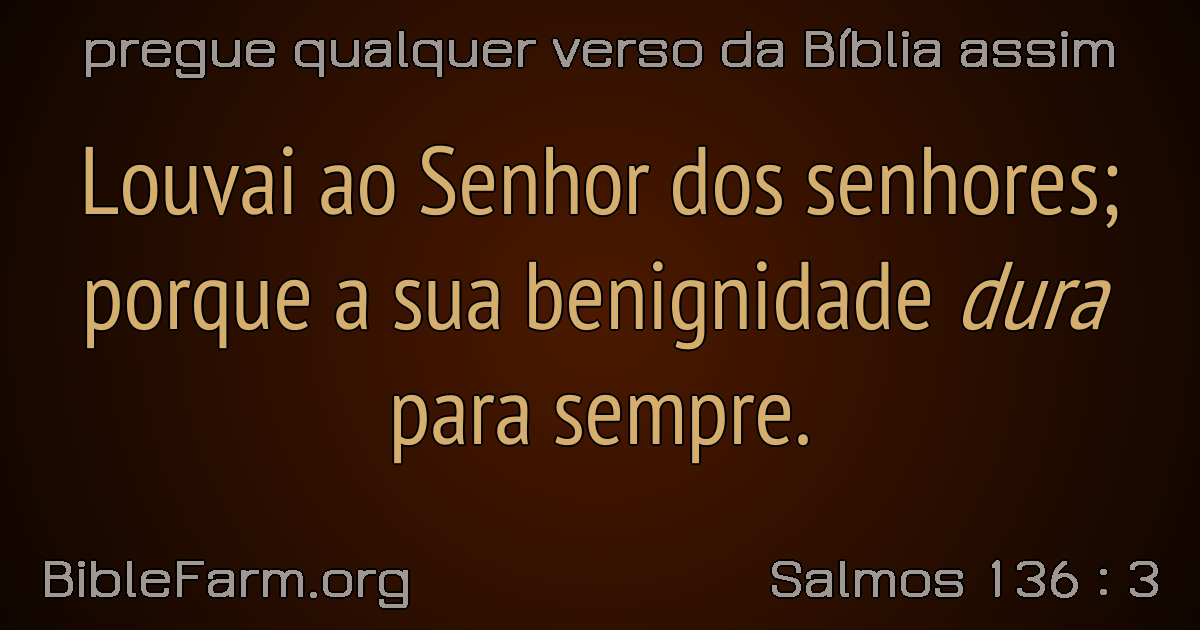 pregue qualquer verso da Bíblia assim
Louvai ao Senhor dos senhores;
porque a sua benignidade dura
para sempre.
BibleFarm.org
Salmos 136 : 3